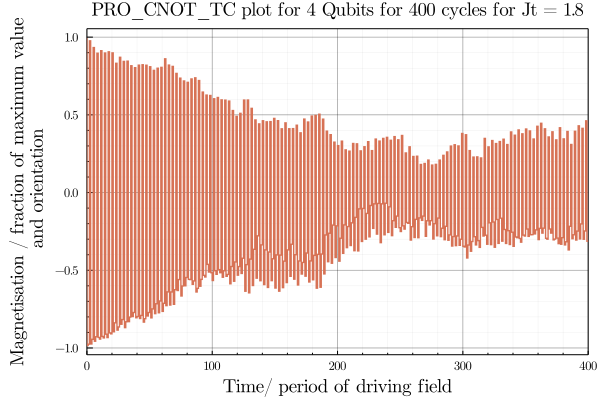 PRO_CNOT_TC plot for 4 Qubits for 400 cycles for Jt = 1.8
Magnetisation / fraction of maximum value
and orientation
1.0
0.5
0.0
−0.5
−1.0
0
100
200
300
400
Time/ period of driving field